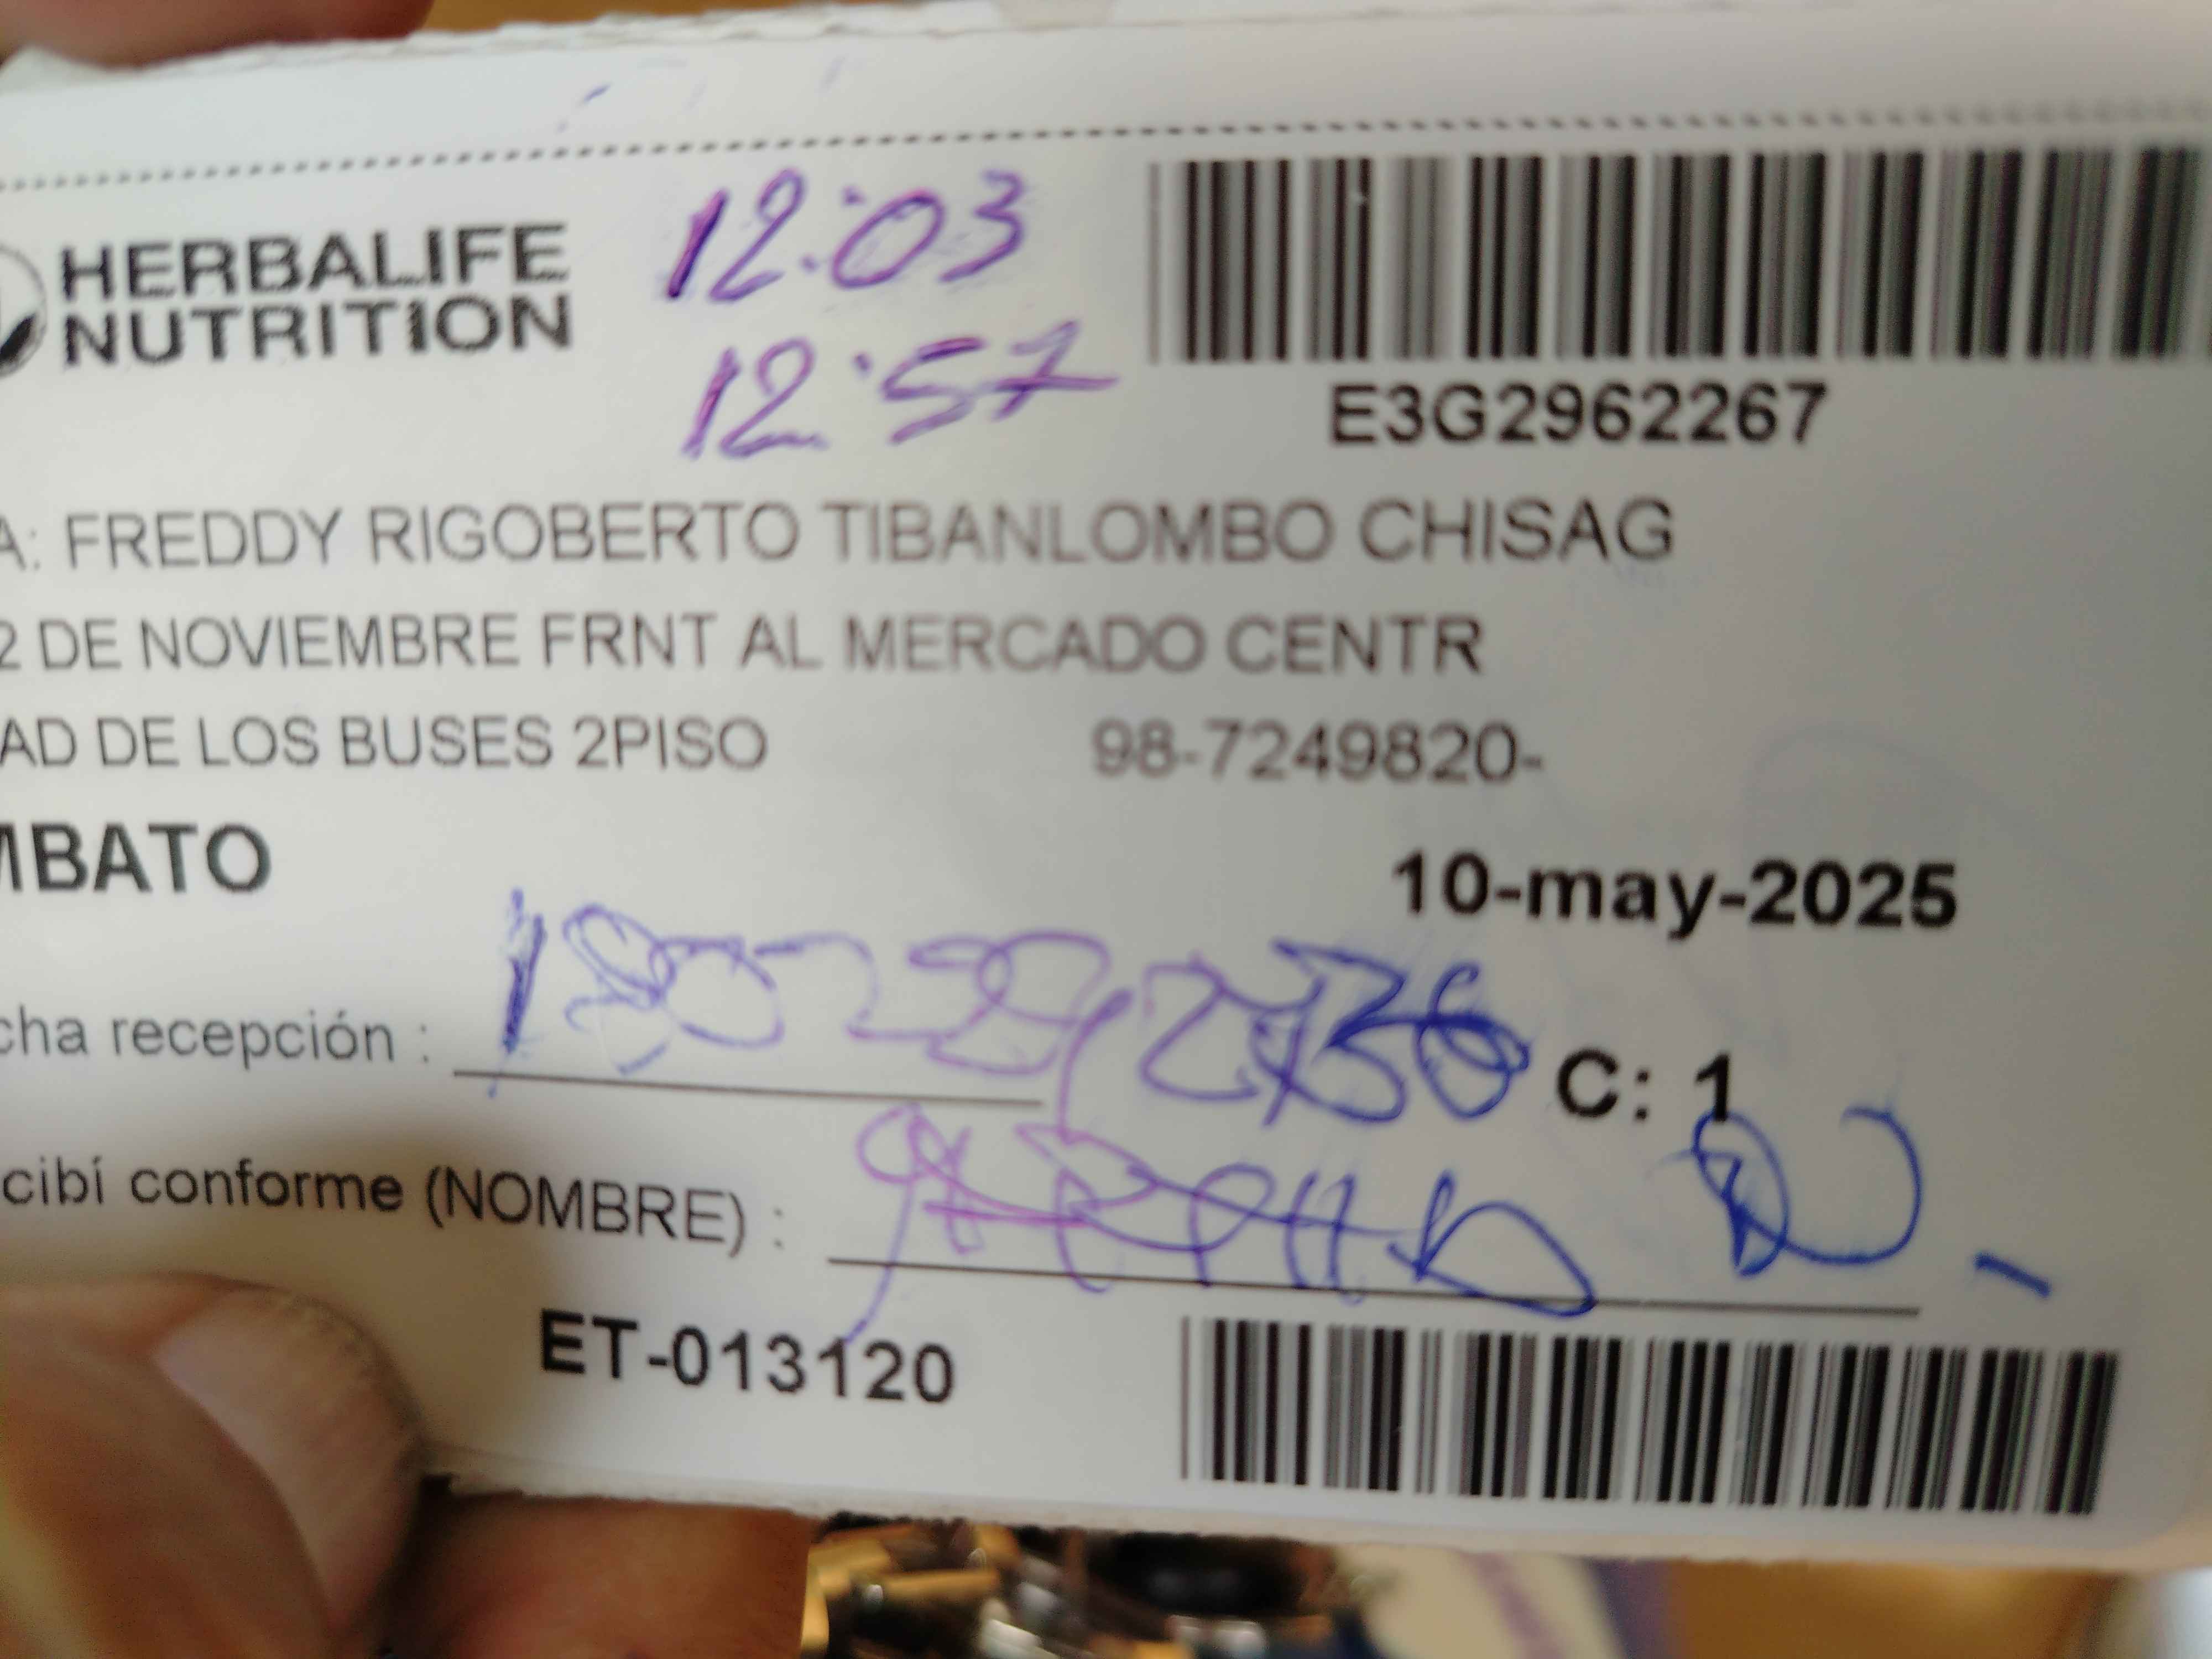 HERBALIFE
NUTRITION
12:03
12:57
E3G2962267
A: FREDDY RIGOBERTO TIBANLOMBO CHISAG
2 DE NOVIEMBRE FRNT AL MERCADO CENTR
AD DE LOS BUSES 2PISO 98-7249820-
MBATO
10-may-2025
cha recepción :
C: 1
cibí conforme (NOMBRE) :
ET-013120